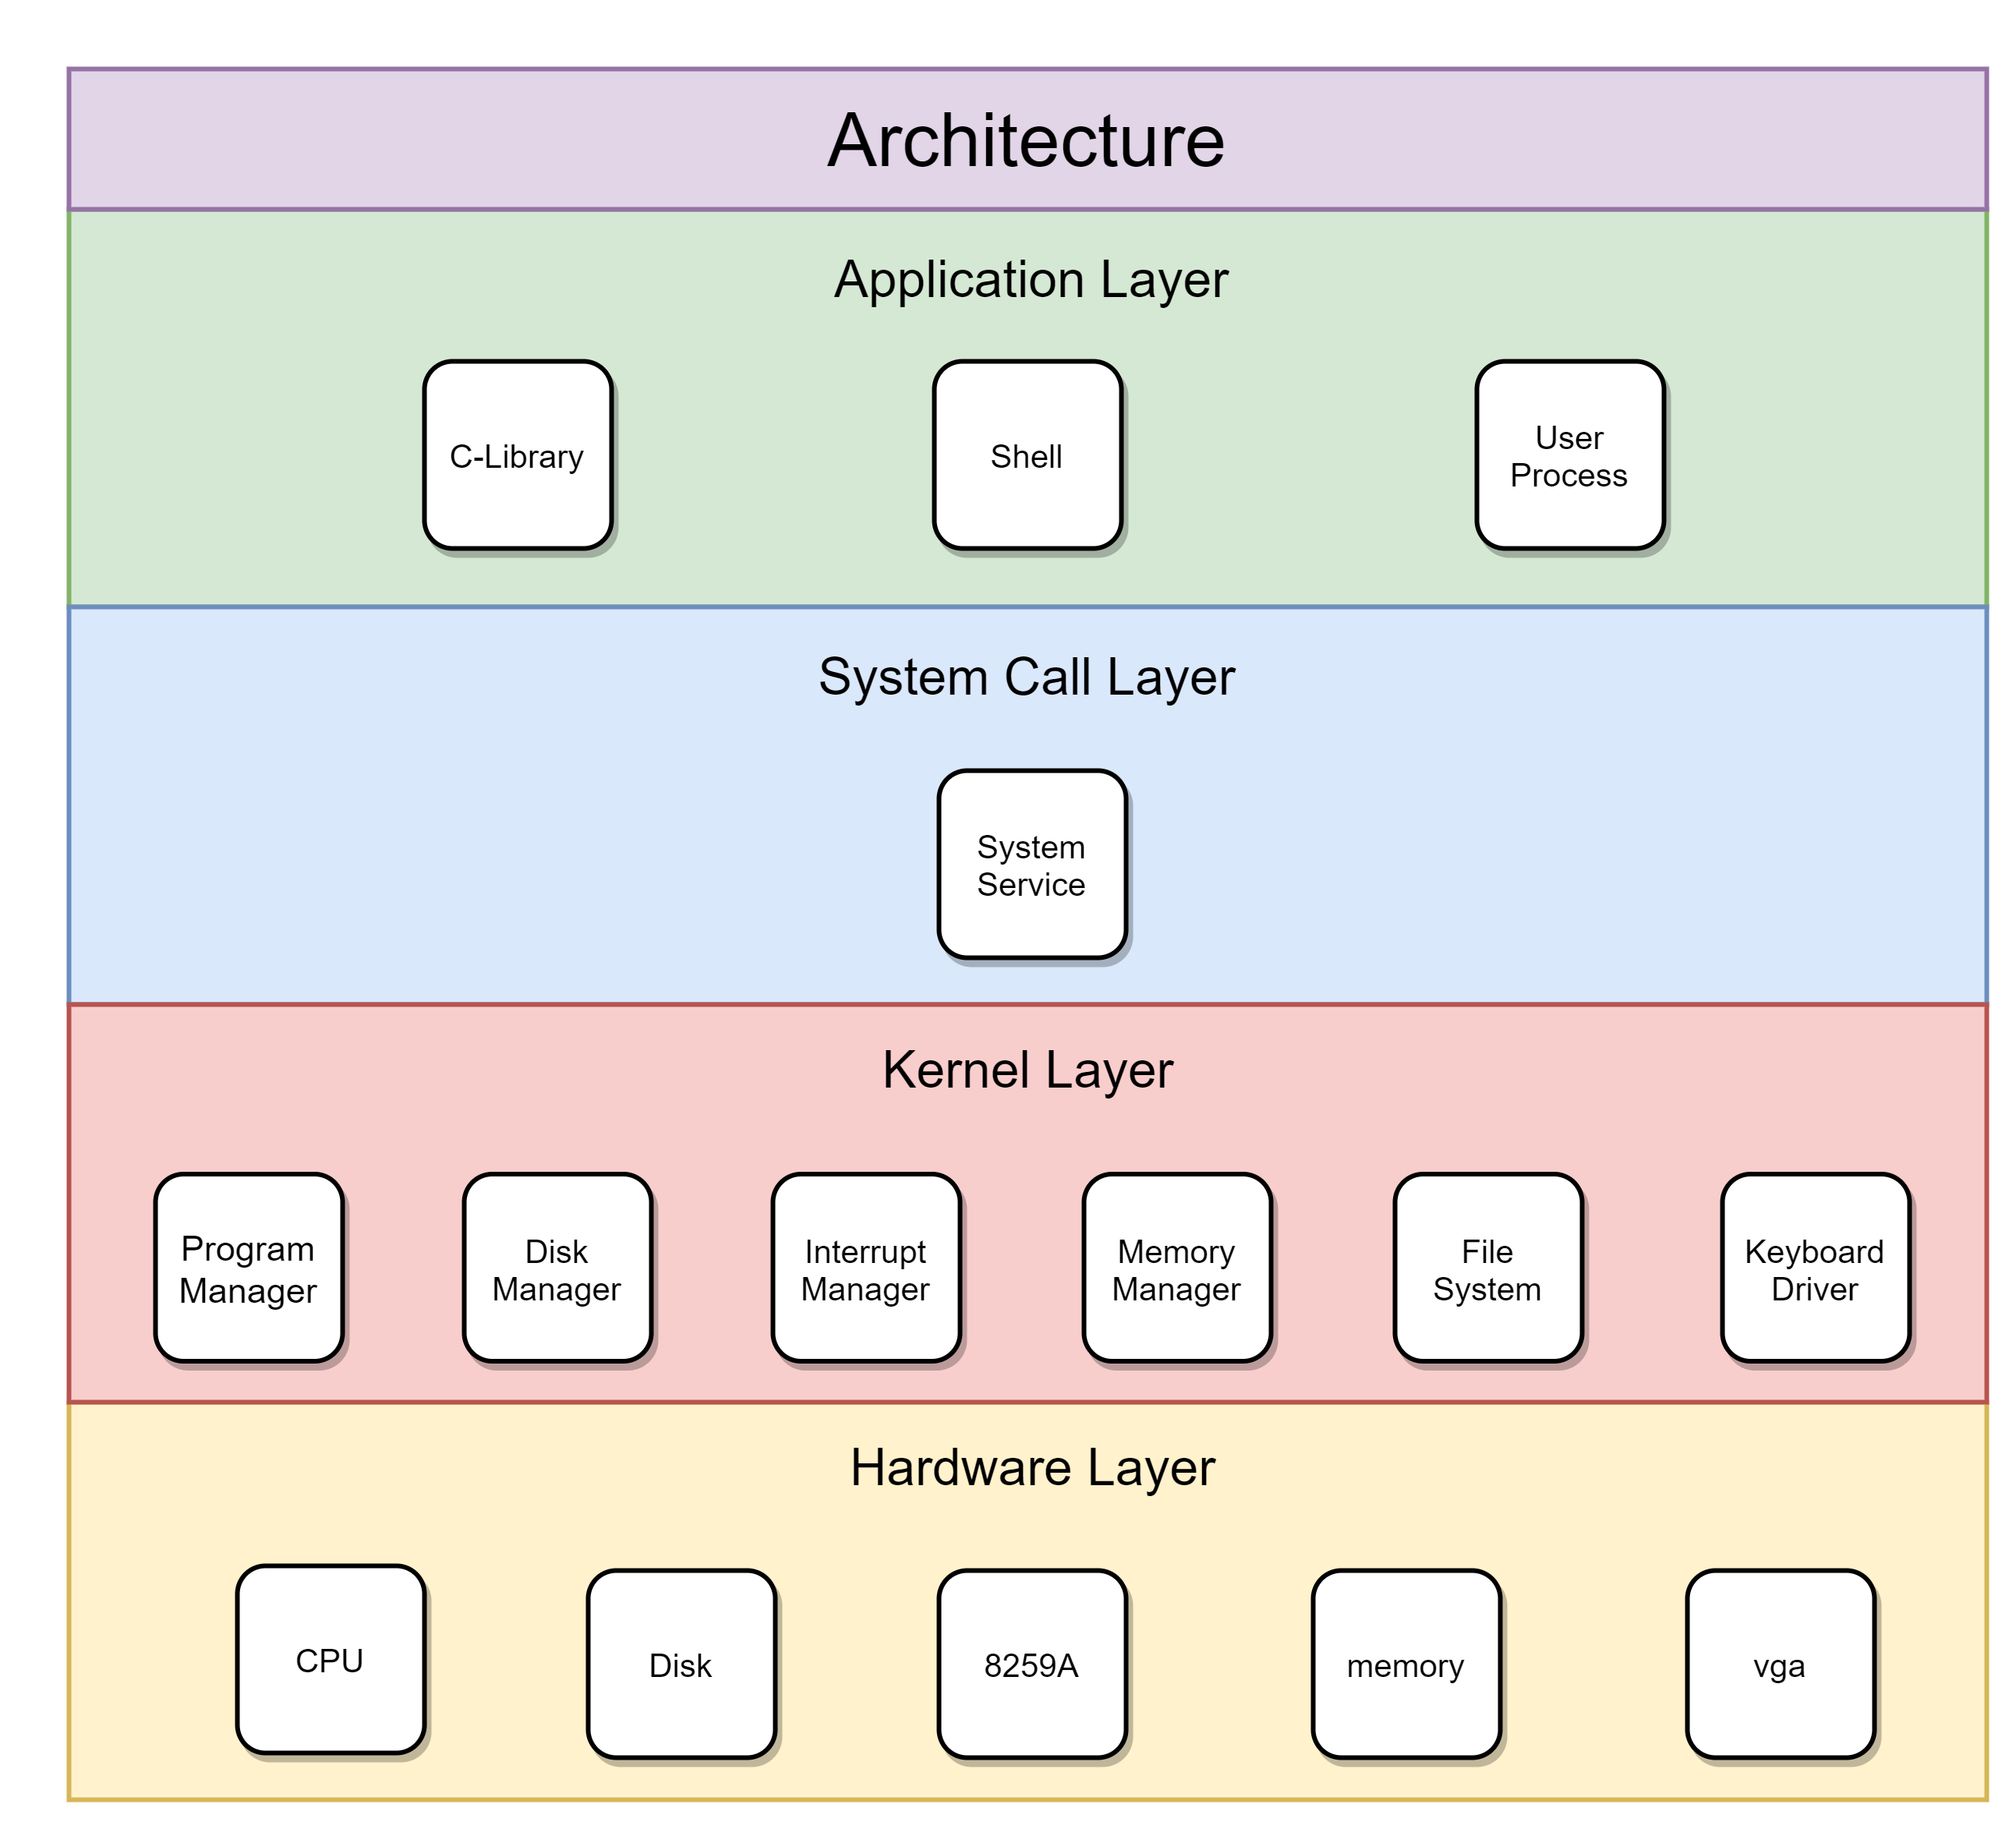 Architecture
Application Layer
C-Library
Shell
User
Process
System Call Layer
System
Service
Kernel Layer
Program
Manager
Disk
Manager
Interrupt
Manager
Memory
Manager
File
System
Keyboard
Driver
Hardware Layer
CPU
Disk
8259A
memory
vga